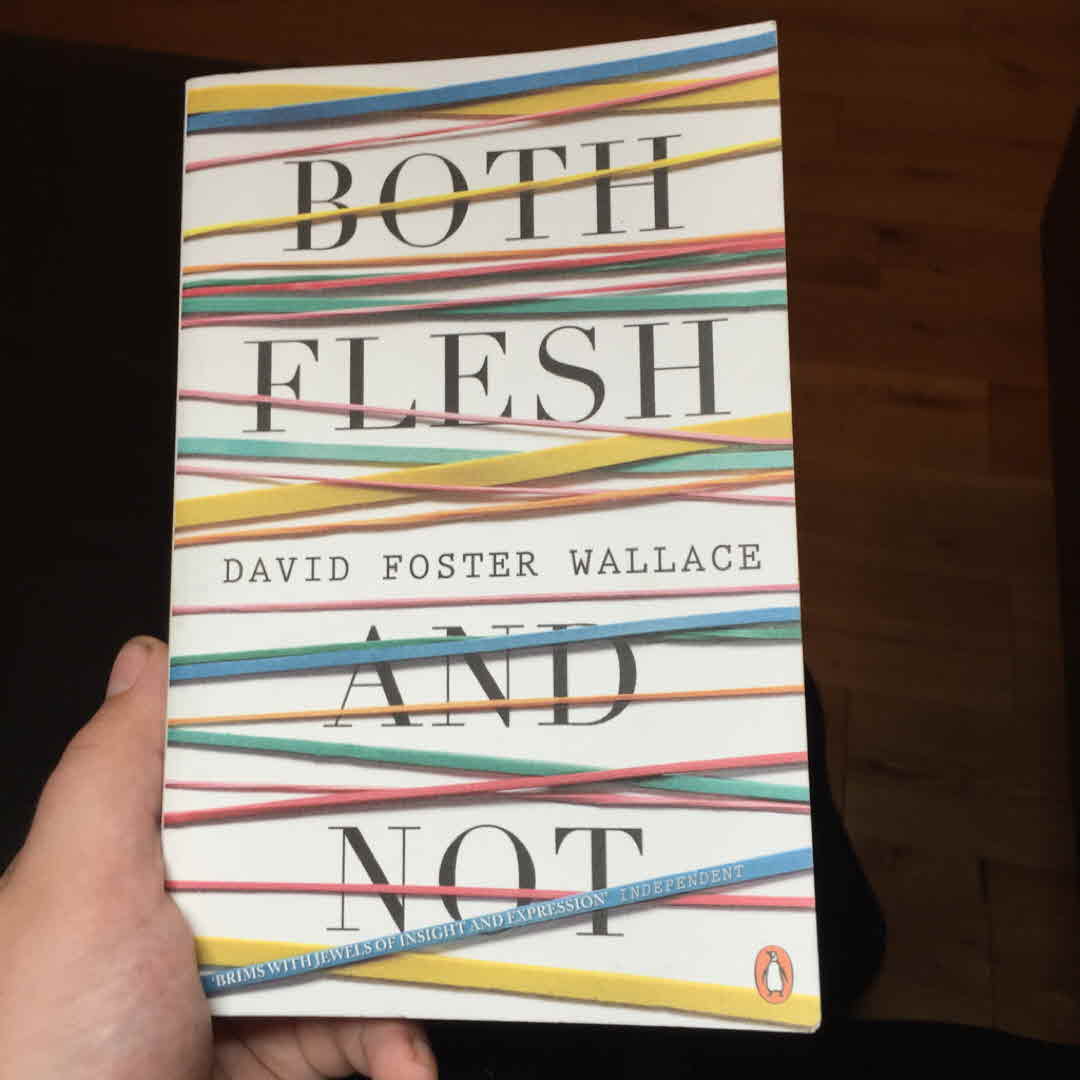 BOTH
FLESH
DAVID FOSTER WALLACE
AND
NOT
'BRIMS WITH JEWELS OF INSIGHT AND EXPRESSION' INDEPENDENT